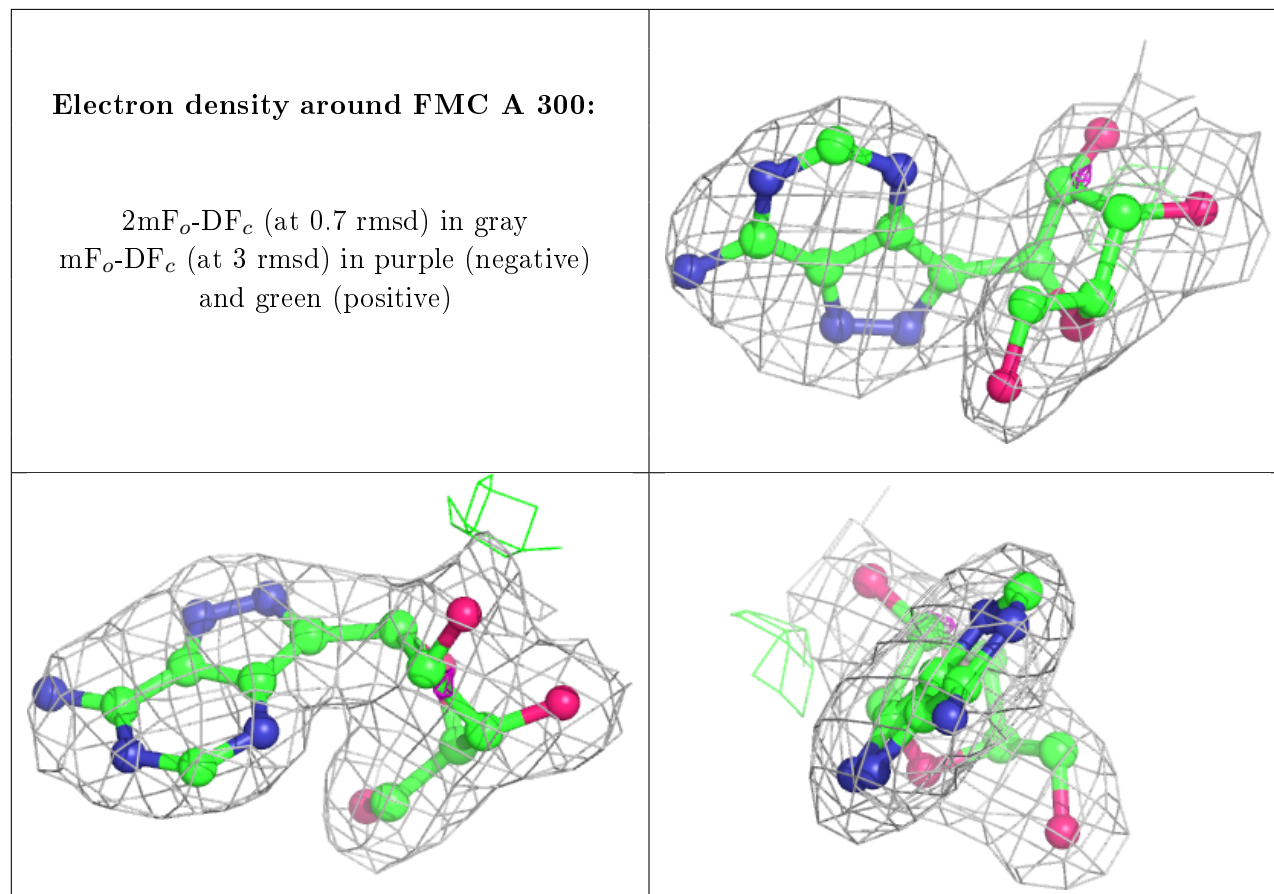 Electron density around FMC A 300:
2mFo-DFc (at 0.7 rmsd) in gray
mFo-DFc (at 3 rmsd) in purple (negative)
and green (positive)